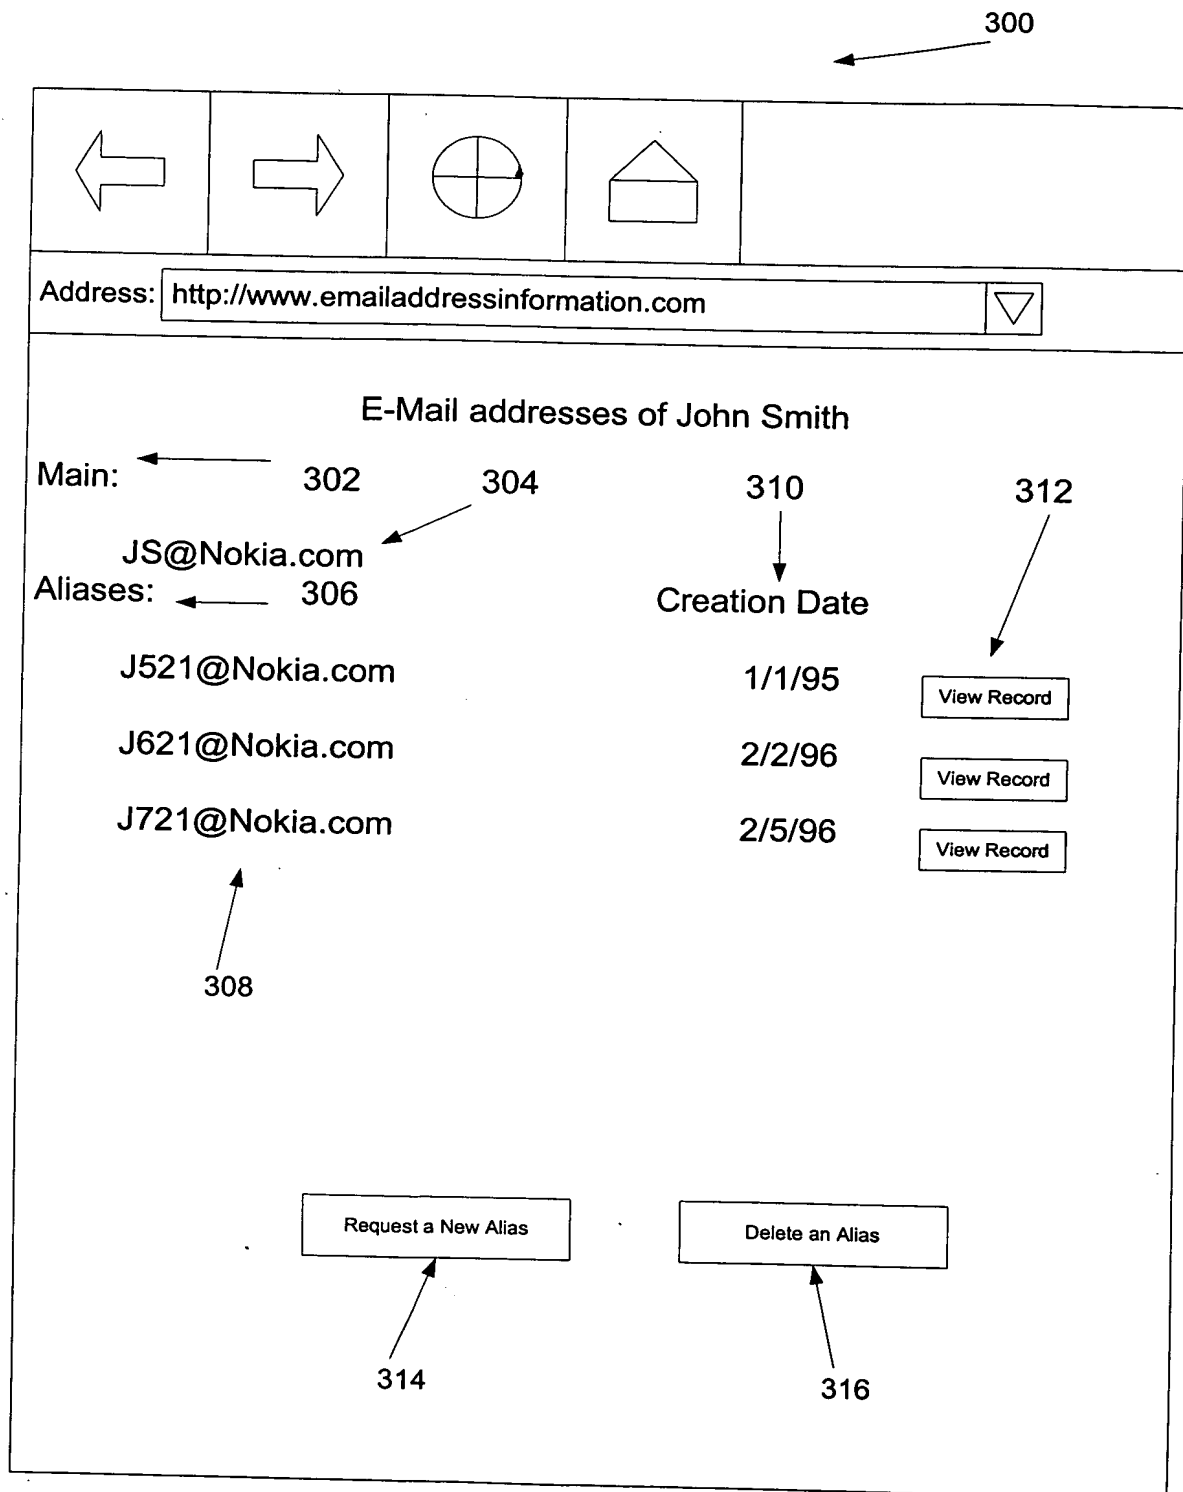 300
Address: http://www.emailaddressinformation.com
E-Mail addresses of John Smith
Main: 302 304 310 312
JS@Nokia.com
Aliases: 306 Creation Date
J521@Nokia.com 1/1/95 View Record
J621@Nokia.com 2/2/96 View Record
J721@Nokia.com 2/5/96 View Record
308
Request a New Alias Delete an Alias
314 316